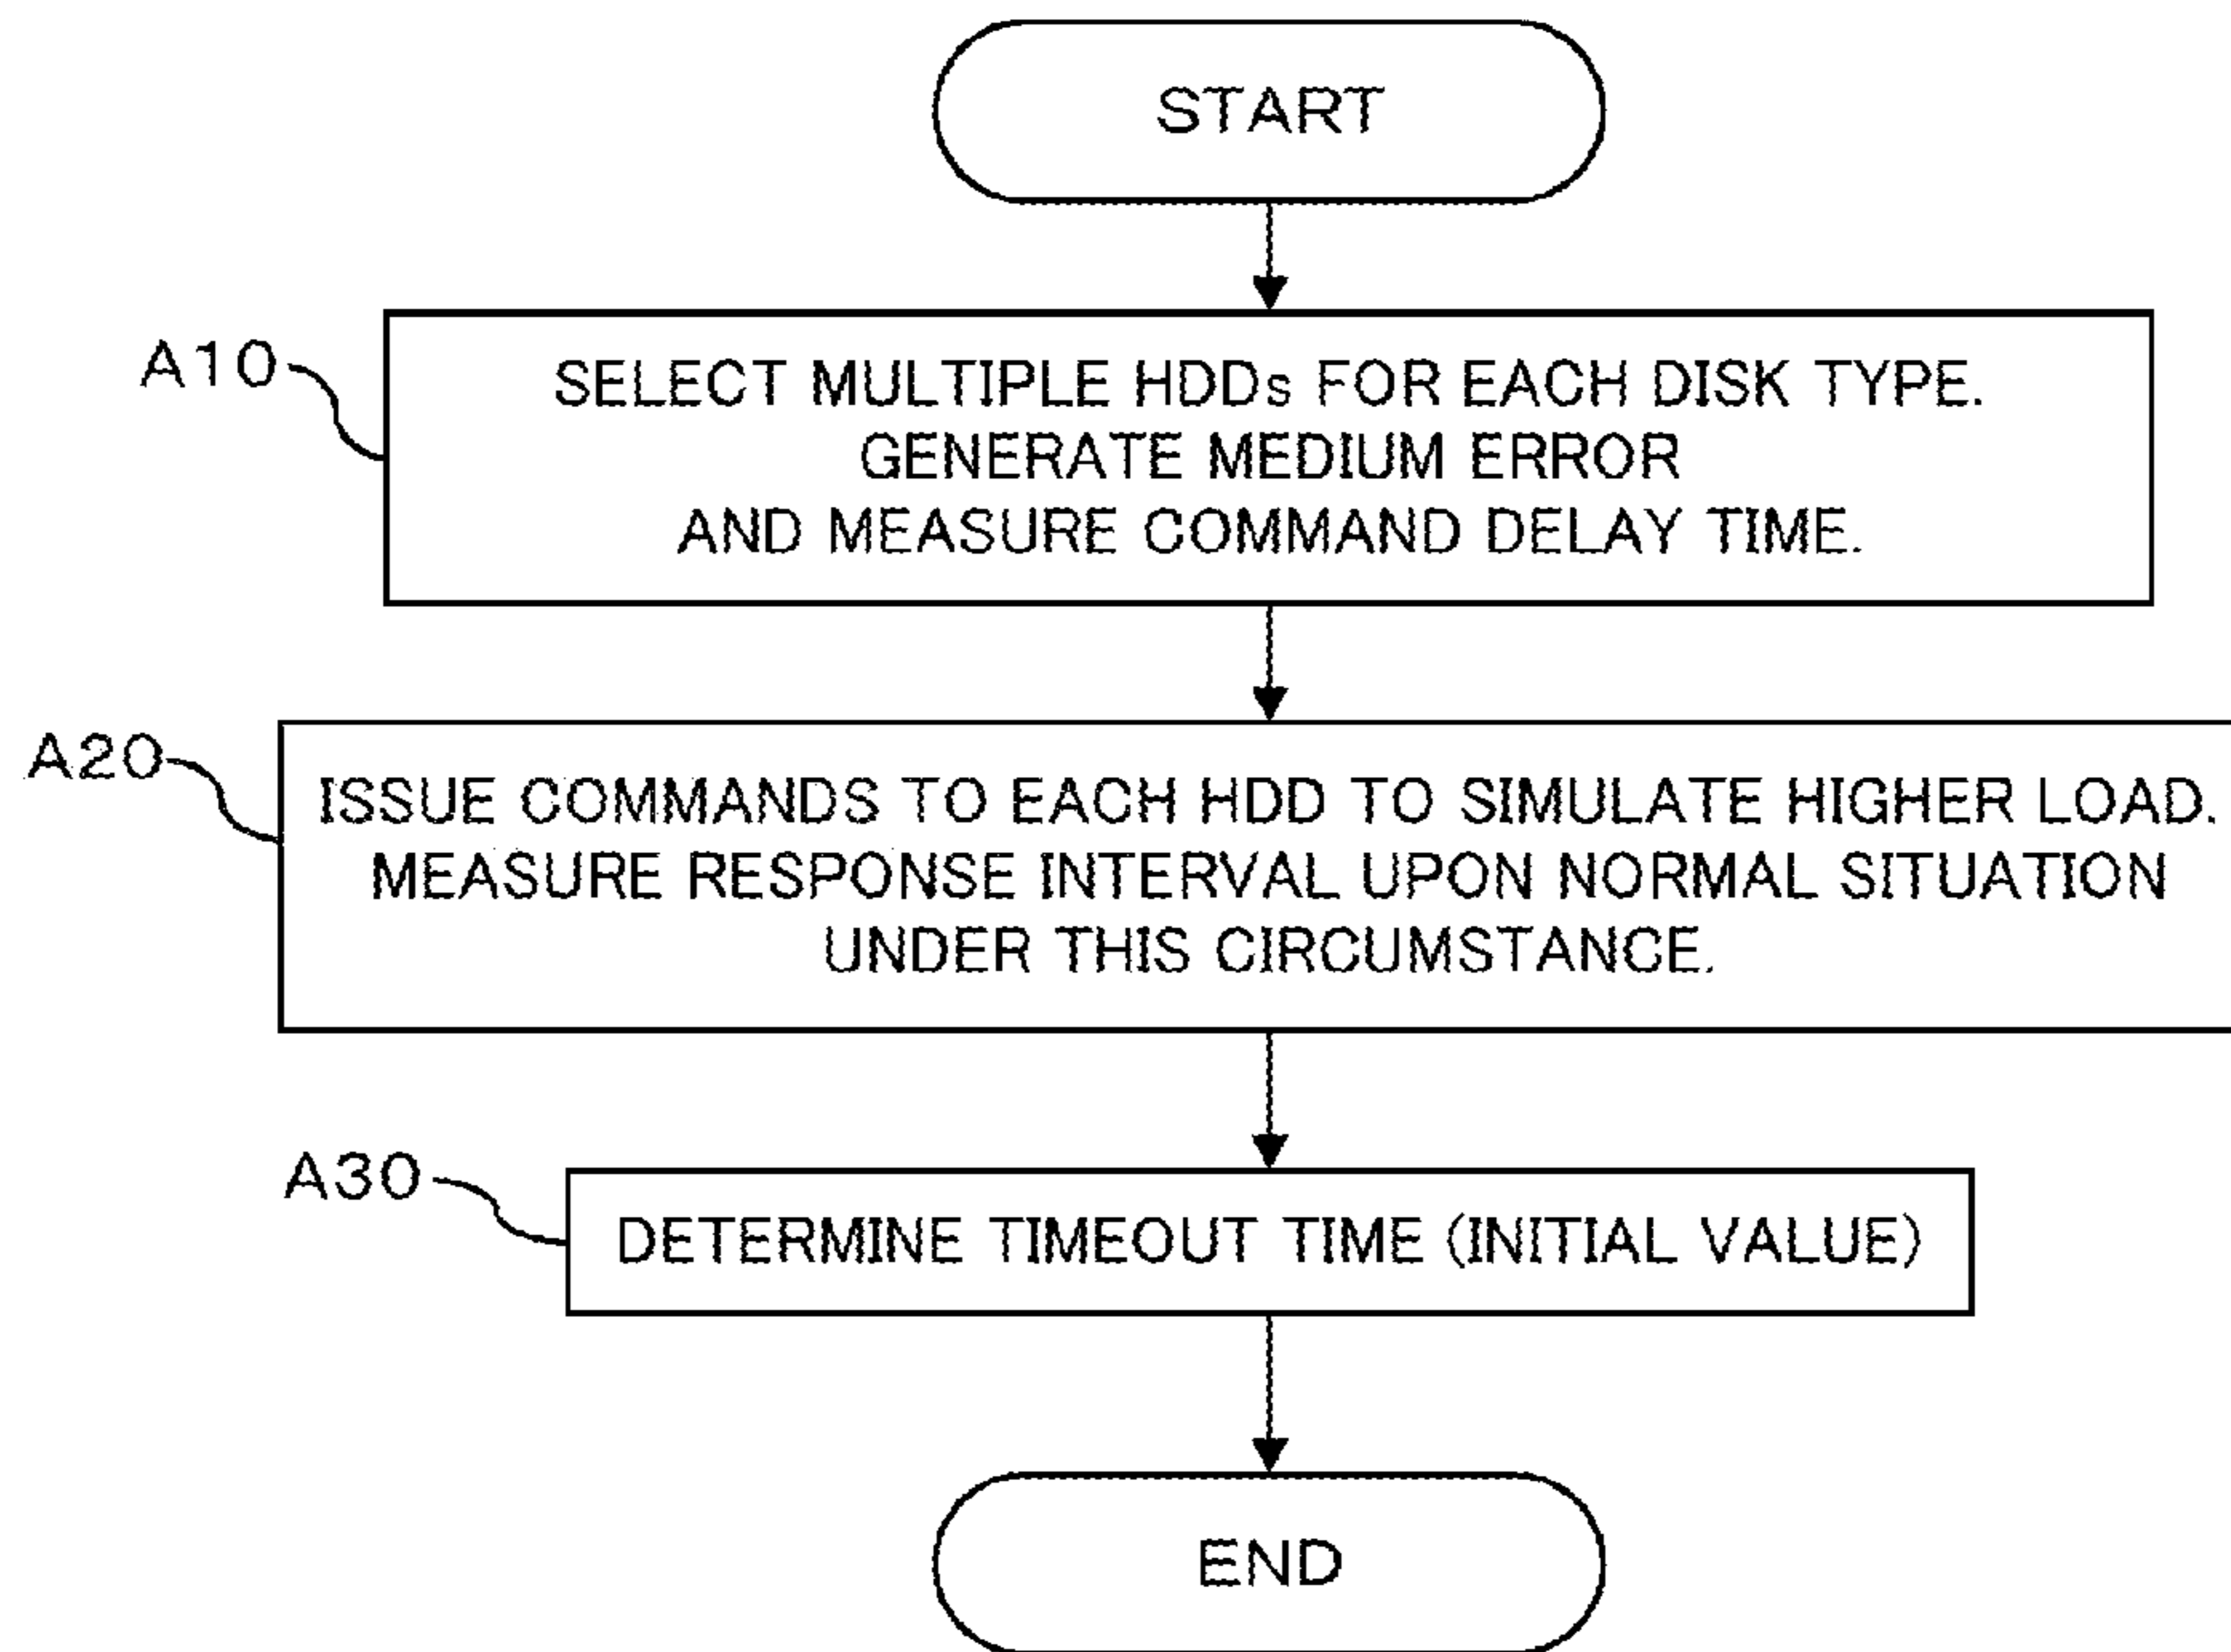 START
A10
SELECT MULTIPLE HDDs FOR EACH DISK TYPE.
GENERATE MEDIUM ERROR
AND MEASURE COMMAND DELAY TIME.
A20
ISSUE COMMANDS TO EACH HDD TO SIMULATE HIGHER LOAD.
MEASURE RESPONSE INTERVAL UPON NORMAL SITUATION
UNDER THIS CIRCUMSTANCE.
A30
DETERMINE TIMEOUT TIME (INITIAL VALUE)
END